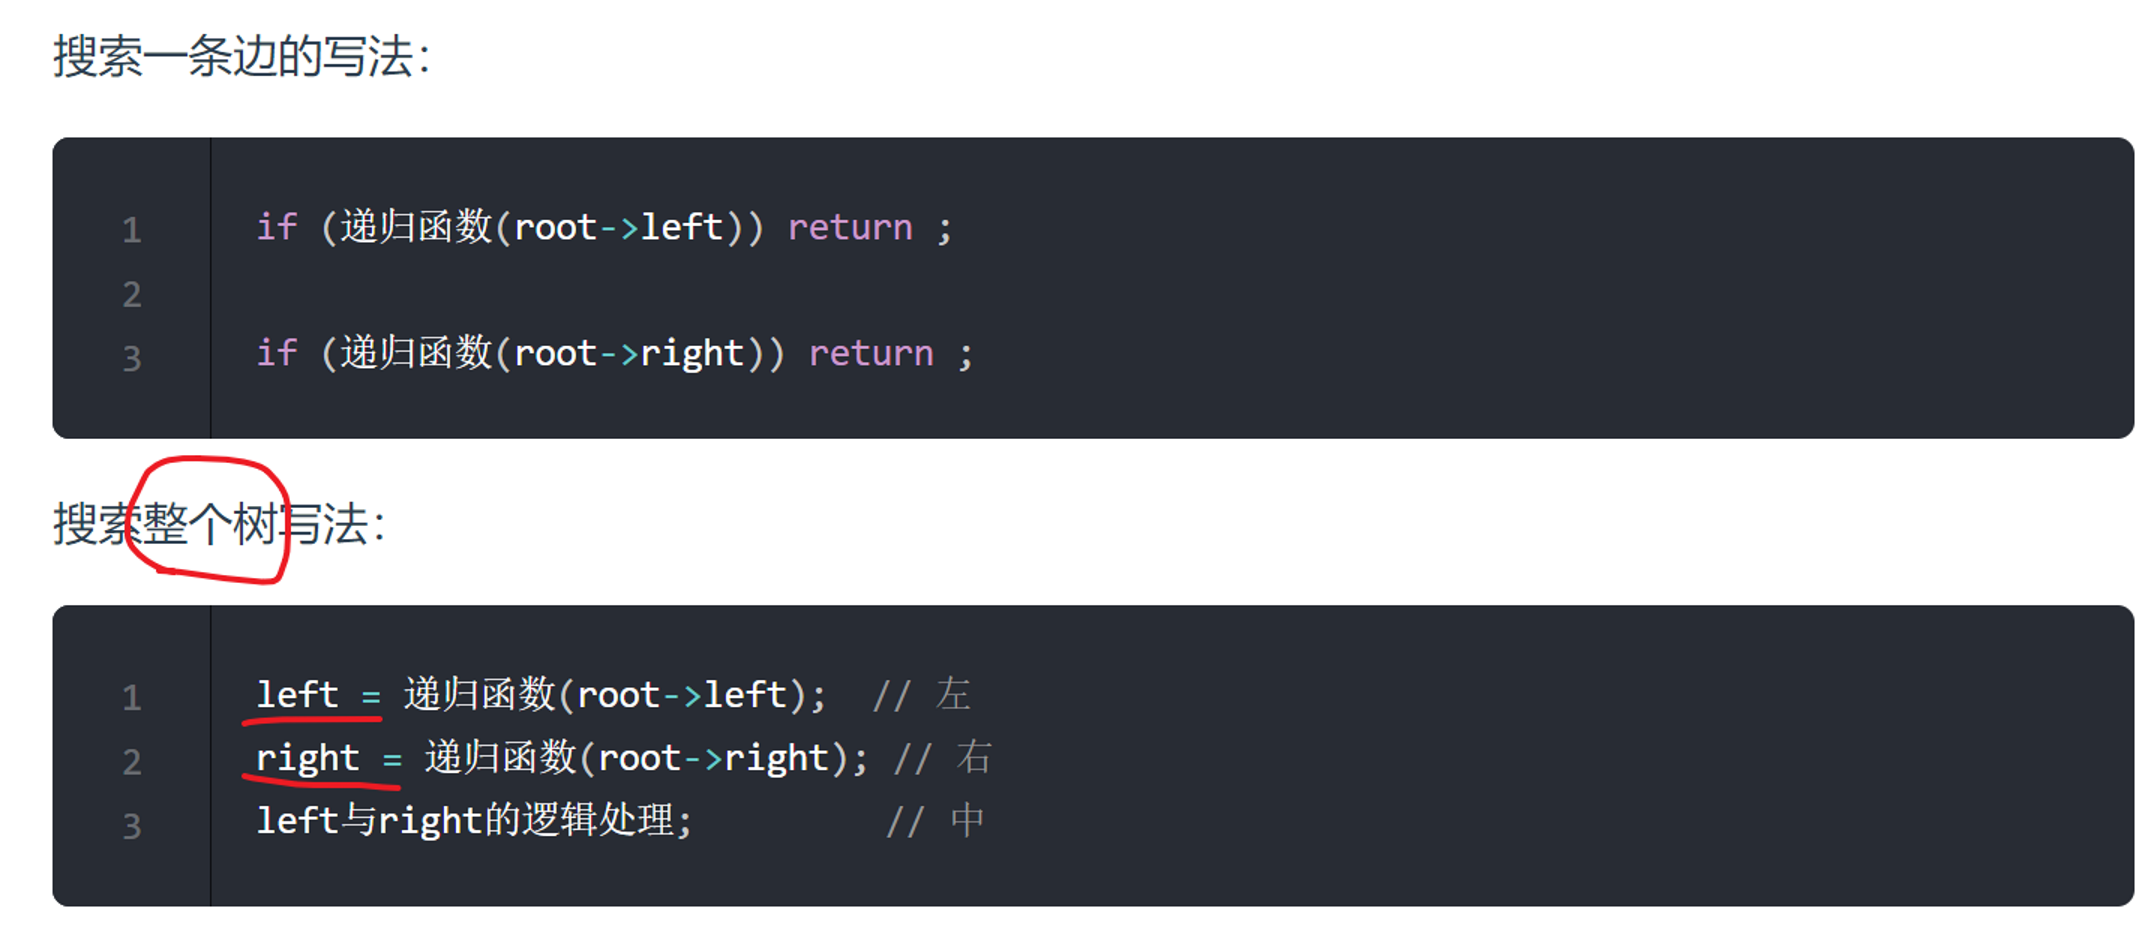 搜索一条边的写法：
1 if (递归函数(root->left)) return ;
2
3 if (递归函数(root->right)) return ;
搜索整个树写法：
1 left = 递归函数(root->left);  // 左
2 right = 递归函数(root->right); // 右
3 left与right的逻辑处理;         // 中